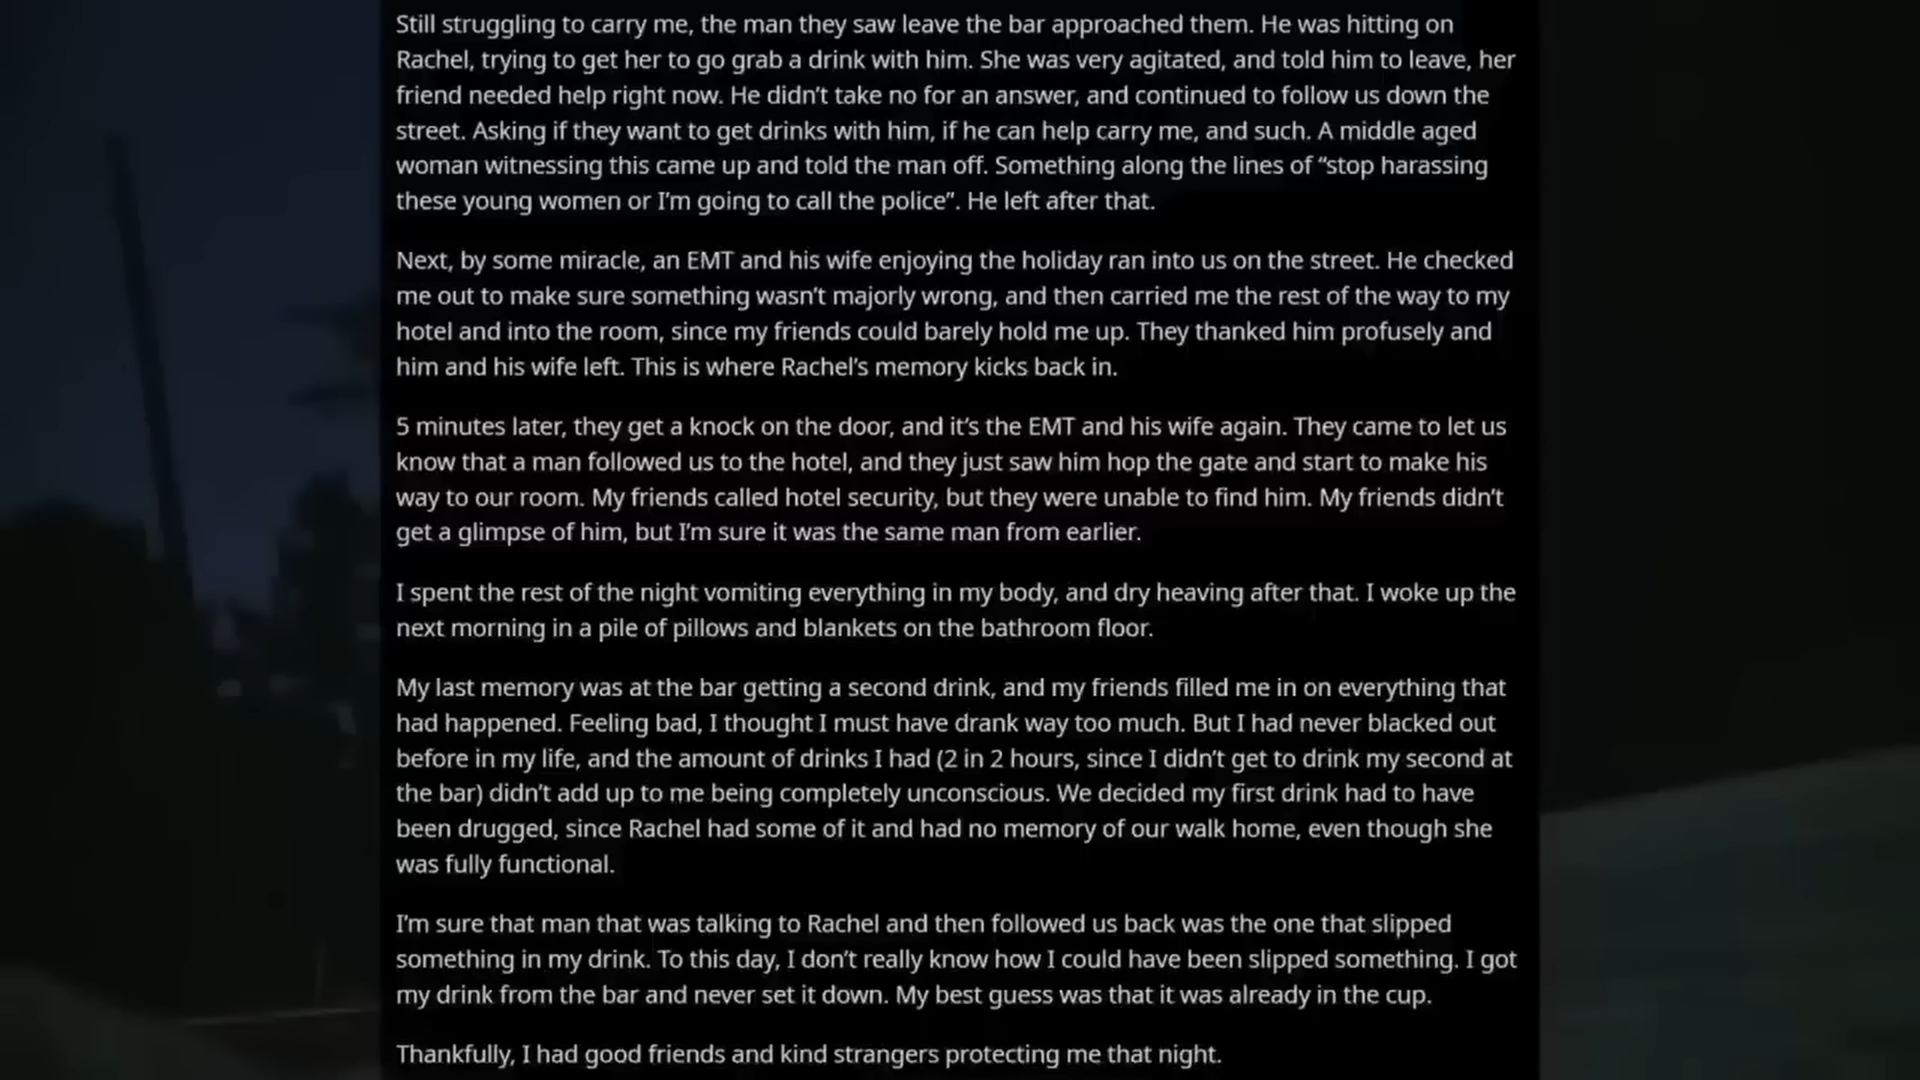 Still struggling to carry me, the man they saw leave the bar approached them. He was hitting on
Rachel, trying to get her to go grab a drink with him. She was very agitated, and told him to leave, her
friend needed help right now. He didn’t take no for an answer, and continued to follow us down the
street. Asking if they want to get drinks with him, if he can help carry me, and such. A middle aged
woman witnessing this came up and told the man off. Something along the lines of “stop harassing
these young women or I’m going to call the police”. He left after that.
Next, by some miracle, an EMT and his wife enjoying the holiday ran into us on the street. He checked
me out to make sure something wasn’t majorly wrong, and then carried me the rest of the way to my
hotel and into the room, since my friends could barely hold me up. They thanked him profusely and
him and his wife left. This is where Rachel’s memory kicks back in.
5 minutes later, they get a knock on the door, and it’s the EMT and his wife again. They came to let us
know that a man followed us to the hotel, and they just saw him hop the gate and start to make his
way to our room. My friends called hotel security, but they were unable to find him. My friends didn’t
get a glimpse of him, but I’m sure it was the same man from earlier.
I spent the rest of the night vomiting everything in my body, and dry heaving after that. I woke up the
next morning in a pile of pillows and blankets on the bathroom floor.
My last memory was at the bar getting a second drink, and my friends filled me in on everything that
had happened. Feeling bad, I thought I must have drank way too much. But I had never blacked out
before in my life, and the amount of drinks I had (2 in 2 hours, since I didn’t get to drink my second at
the bar) didn’t add up to me being completely unconscious. We decided my first drink had to have
been drugged, since Rachel had some of it and had no memory of our walk home, even though she
was fully functional.
I’m sure that man that was talking to Rachel and then followed us back was the one that slipped
something in my drink. To this day, I don’t really know how I could have been slipped something. I got
my drink from the bar and never set it down. My best guess was that it was already in the cup.
Thankfully, I had good friends and kind strangers protecting me that night.